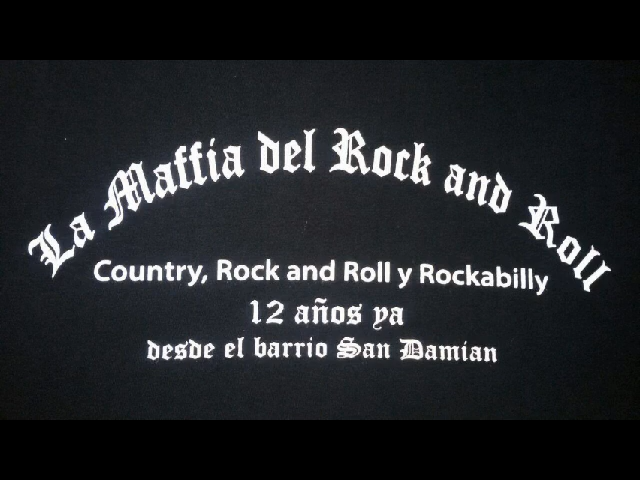 La Maffia del Rock and Roll
Country, Rock and Roll y Rockabilly
12 años ya
desde el barrio San Damian